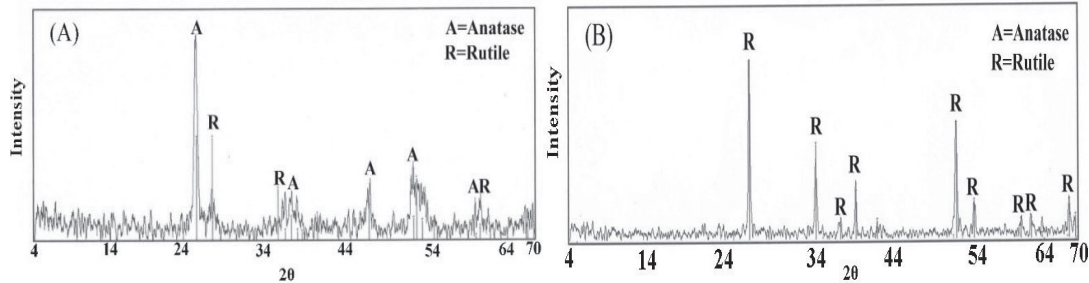 (A)
A=Anatase
R=Rutile
A
R
R
A
A
A
AR
Intensity
4 14 24 34 44 54 64 70
2θ
(B)
A=Anatase
R=Rutile
R
R
R
R
R
R
R R
R
Intensity
4 14 24 34 44 54 64 70
2θ